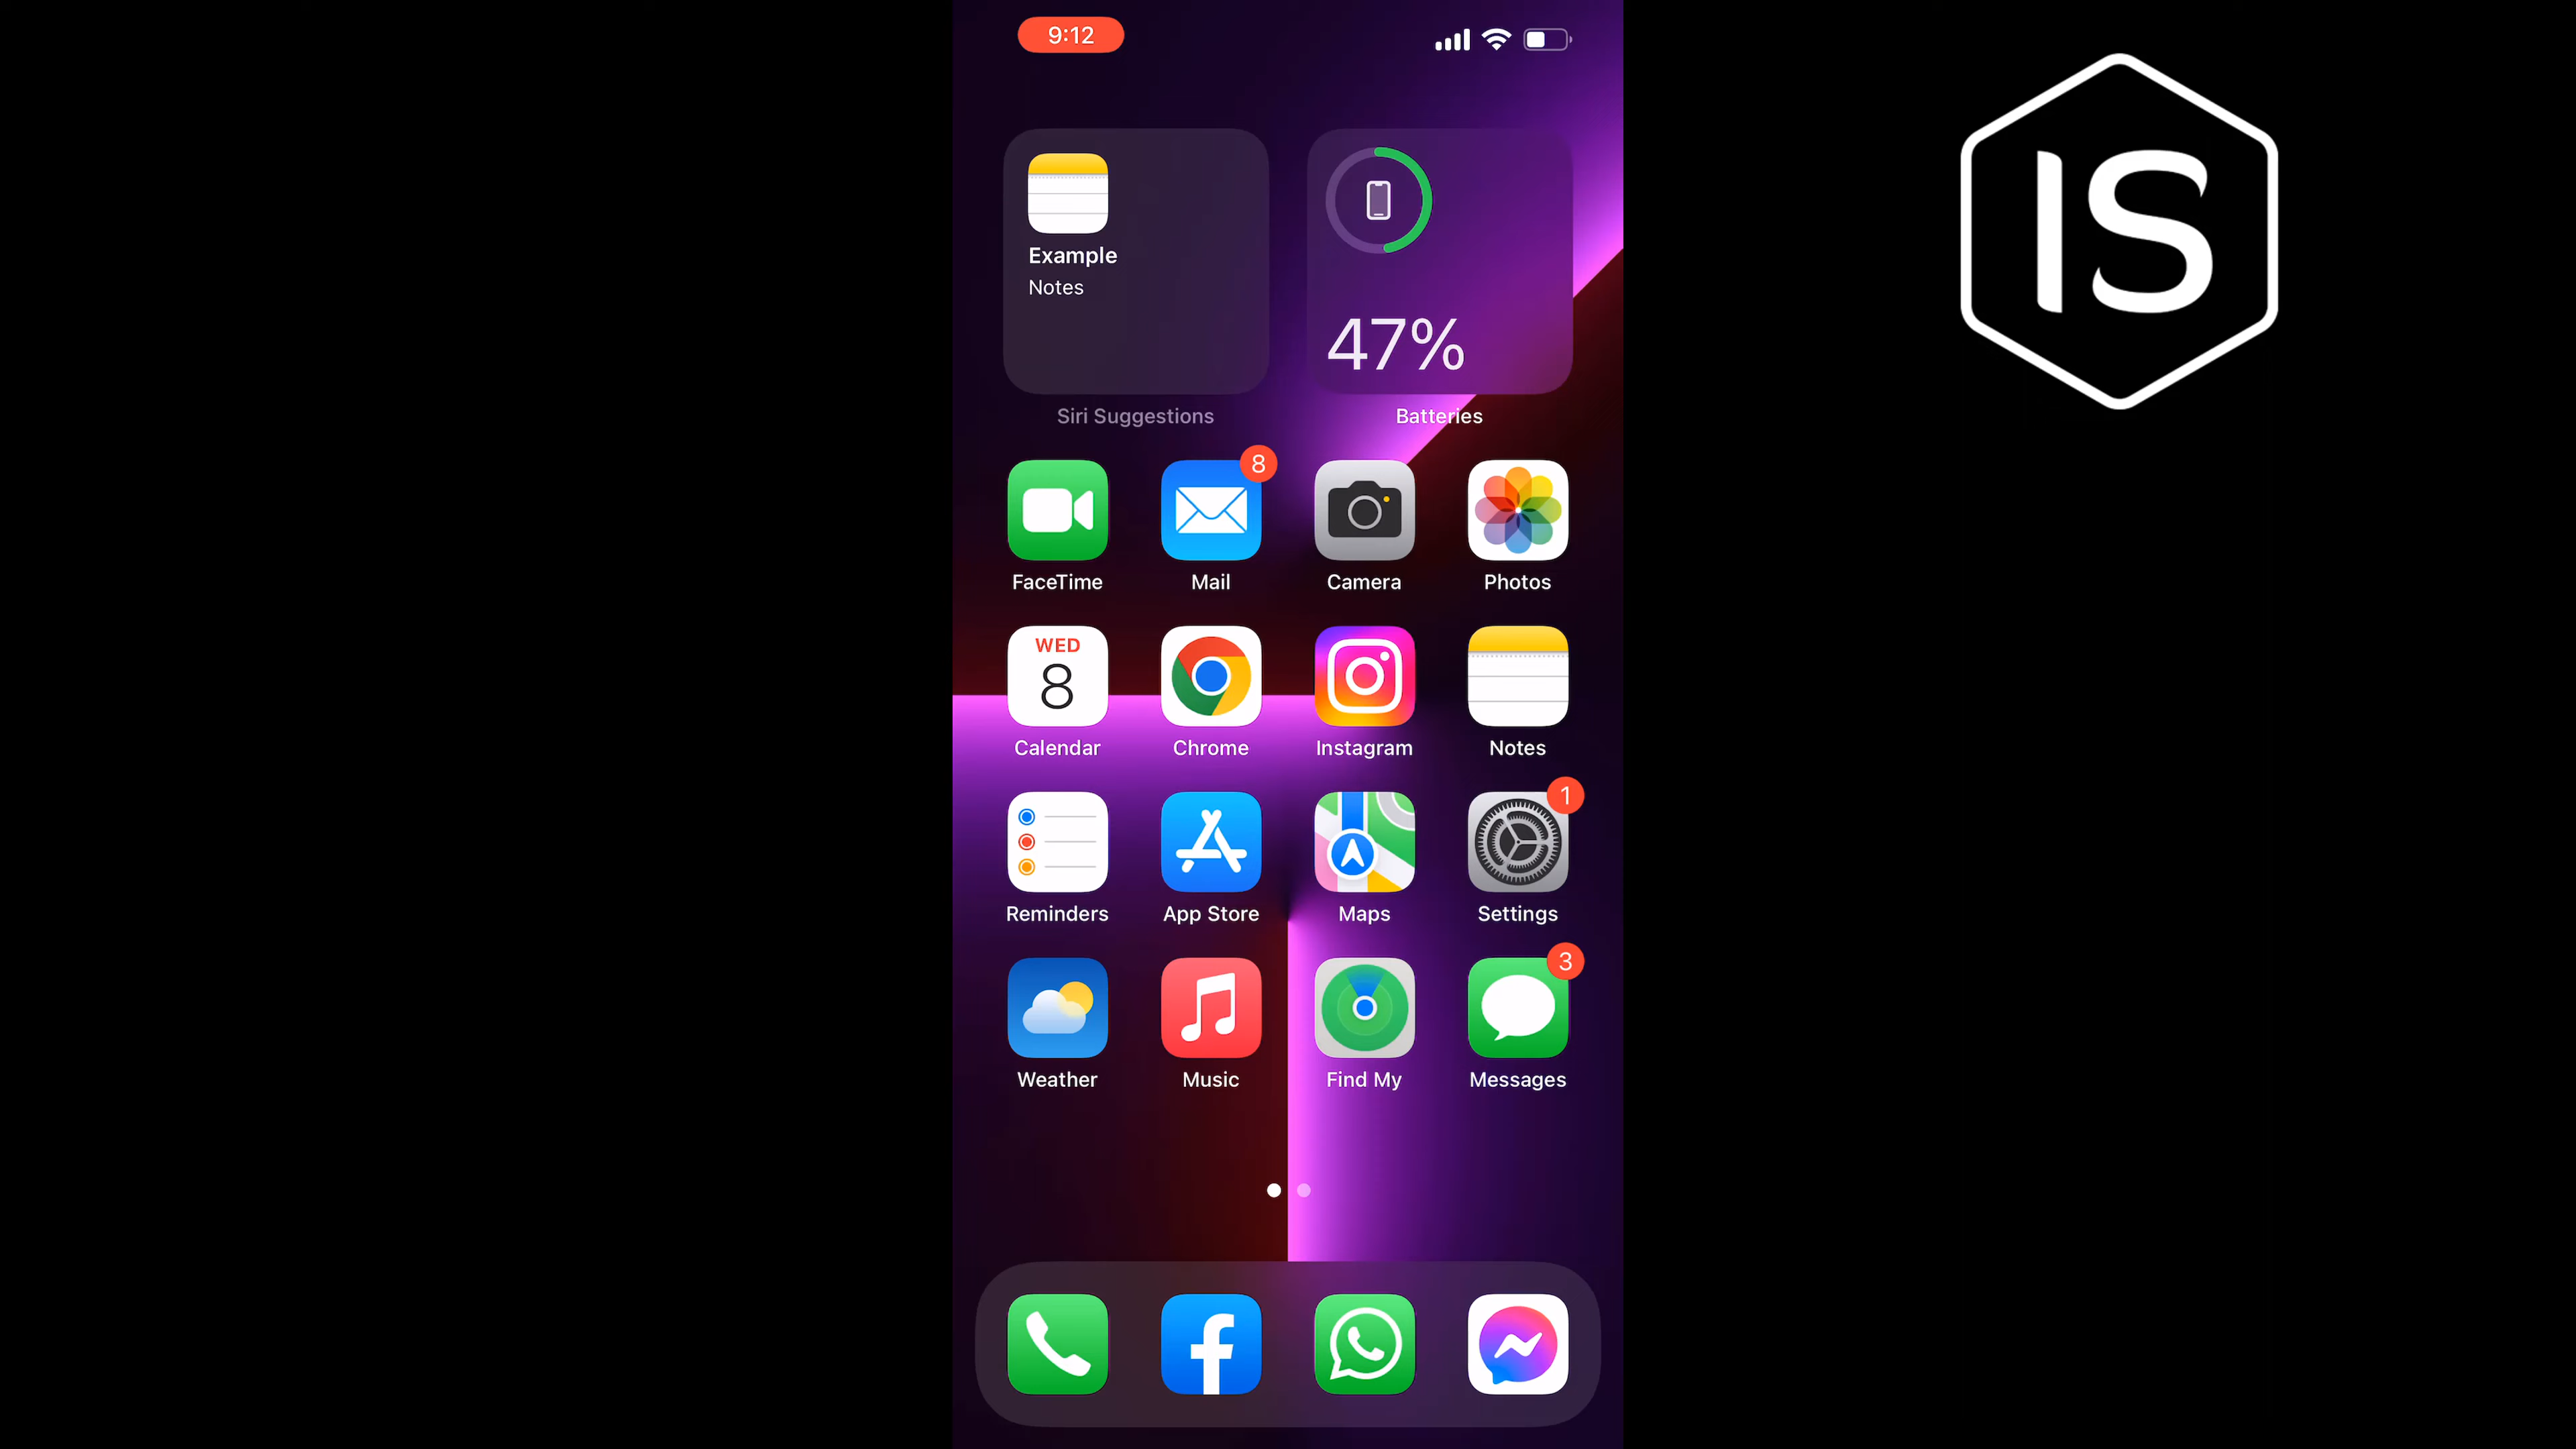 9:12
IS
Example
Notes
47%
Siri Suggestions
Batteries
8
FaceTime
Mail
Camera
Photos
WED
8
Calendar
Chrome
Instagram
Notes
1
Reminders
App Store
Maps
Settings
3
Weather
Music
Find My
Messages